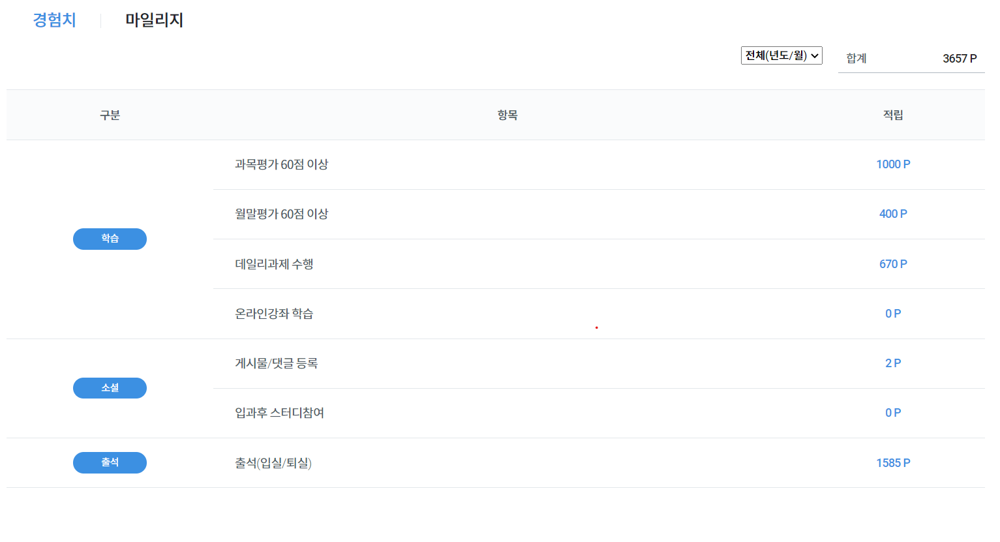 경험치 마일리지
전체(년도/월) 합계 3657 P
구분 항목 적립
과목평가 60점 이상 1000 P
월말평가 60점 이상 400 P
학습
데일리과제 수행 670 P
온라인강좌 학습 0 P
게시물/댓글 등록 2 P
소셜
입과후 스터디참여 0 P
출석 출석(입실/퇴실) 1585 P